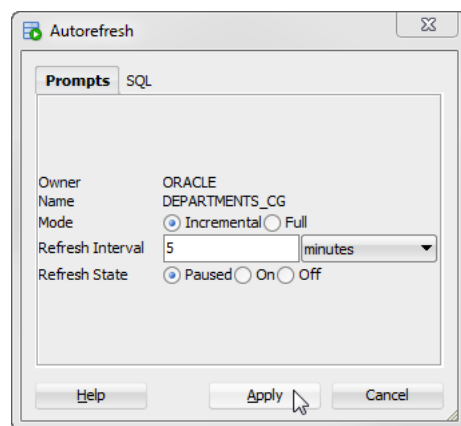 Autorefresh
Prompts SQL
Owner ORACLE
Name DEPARTMENTS_CG
Mode Incremental Full
Refresh Interval 5 minutes
Refresh State Paused On Off
Help Apply Cancel